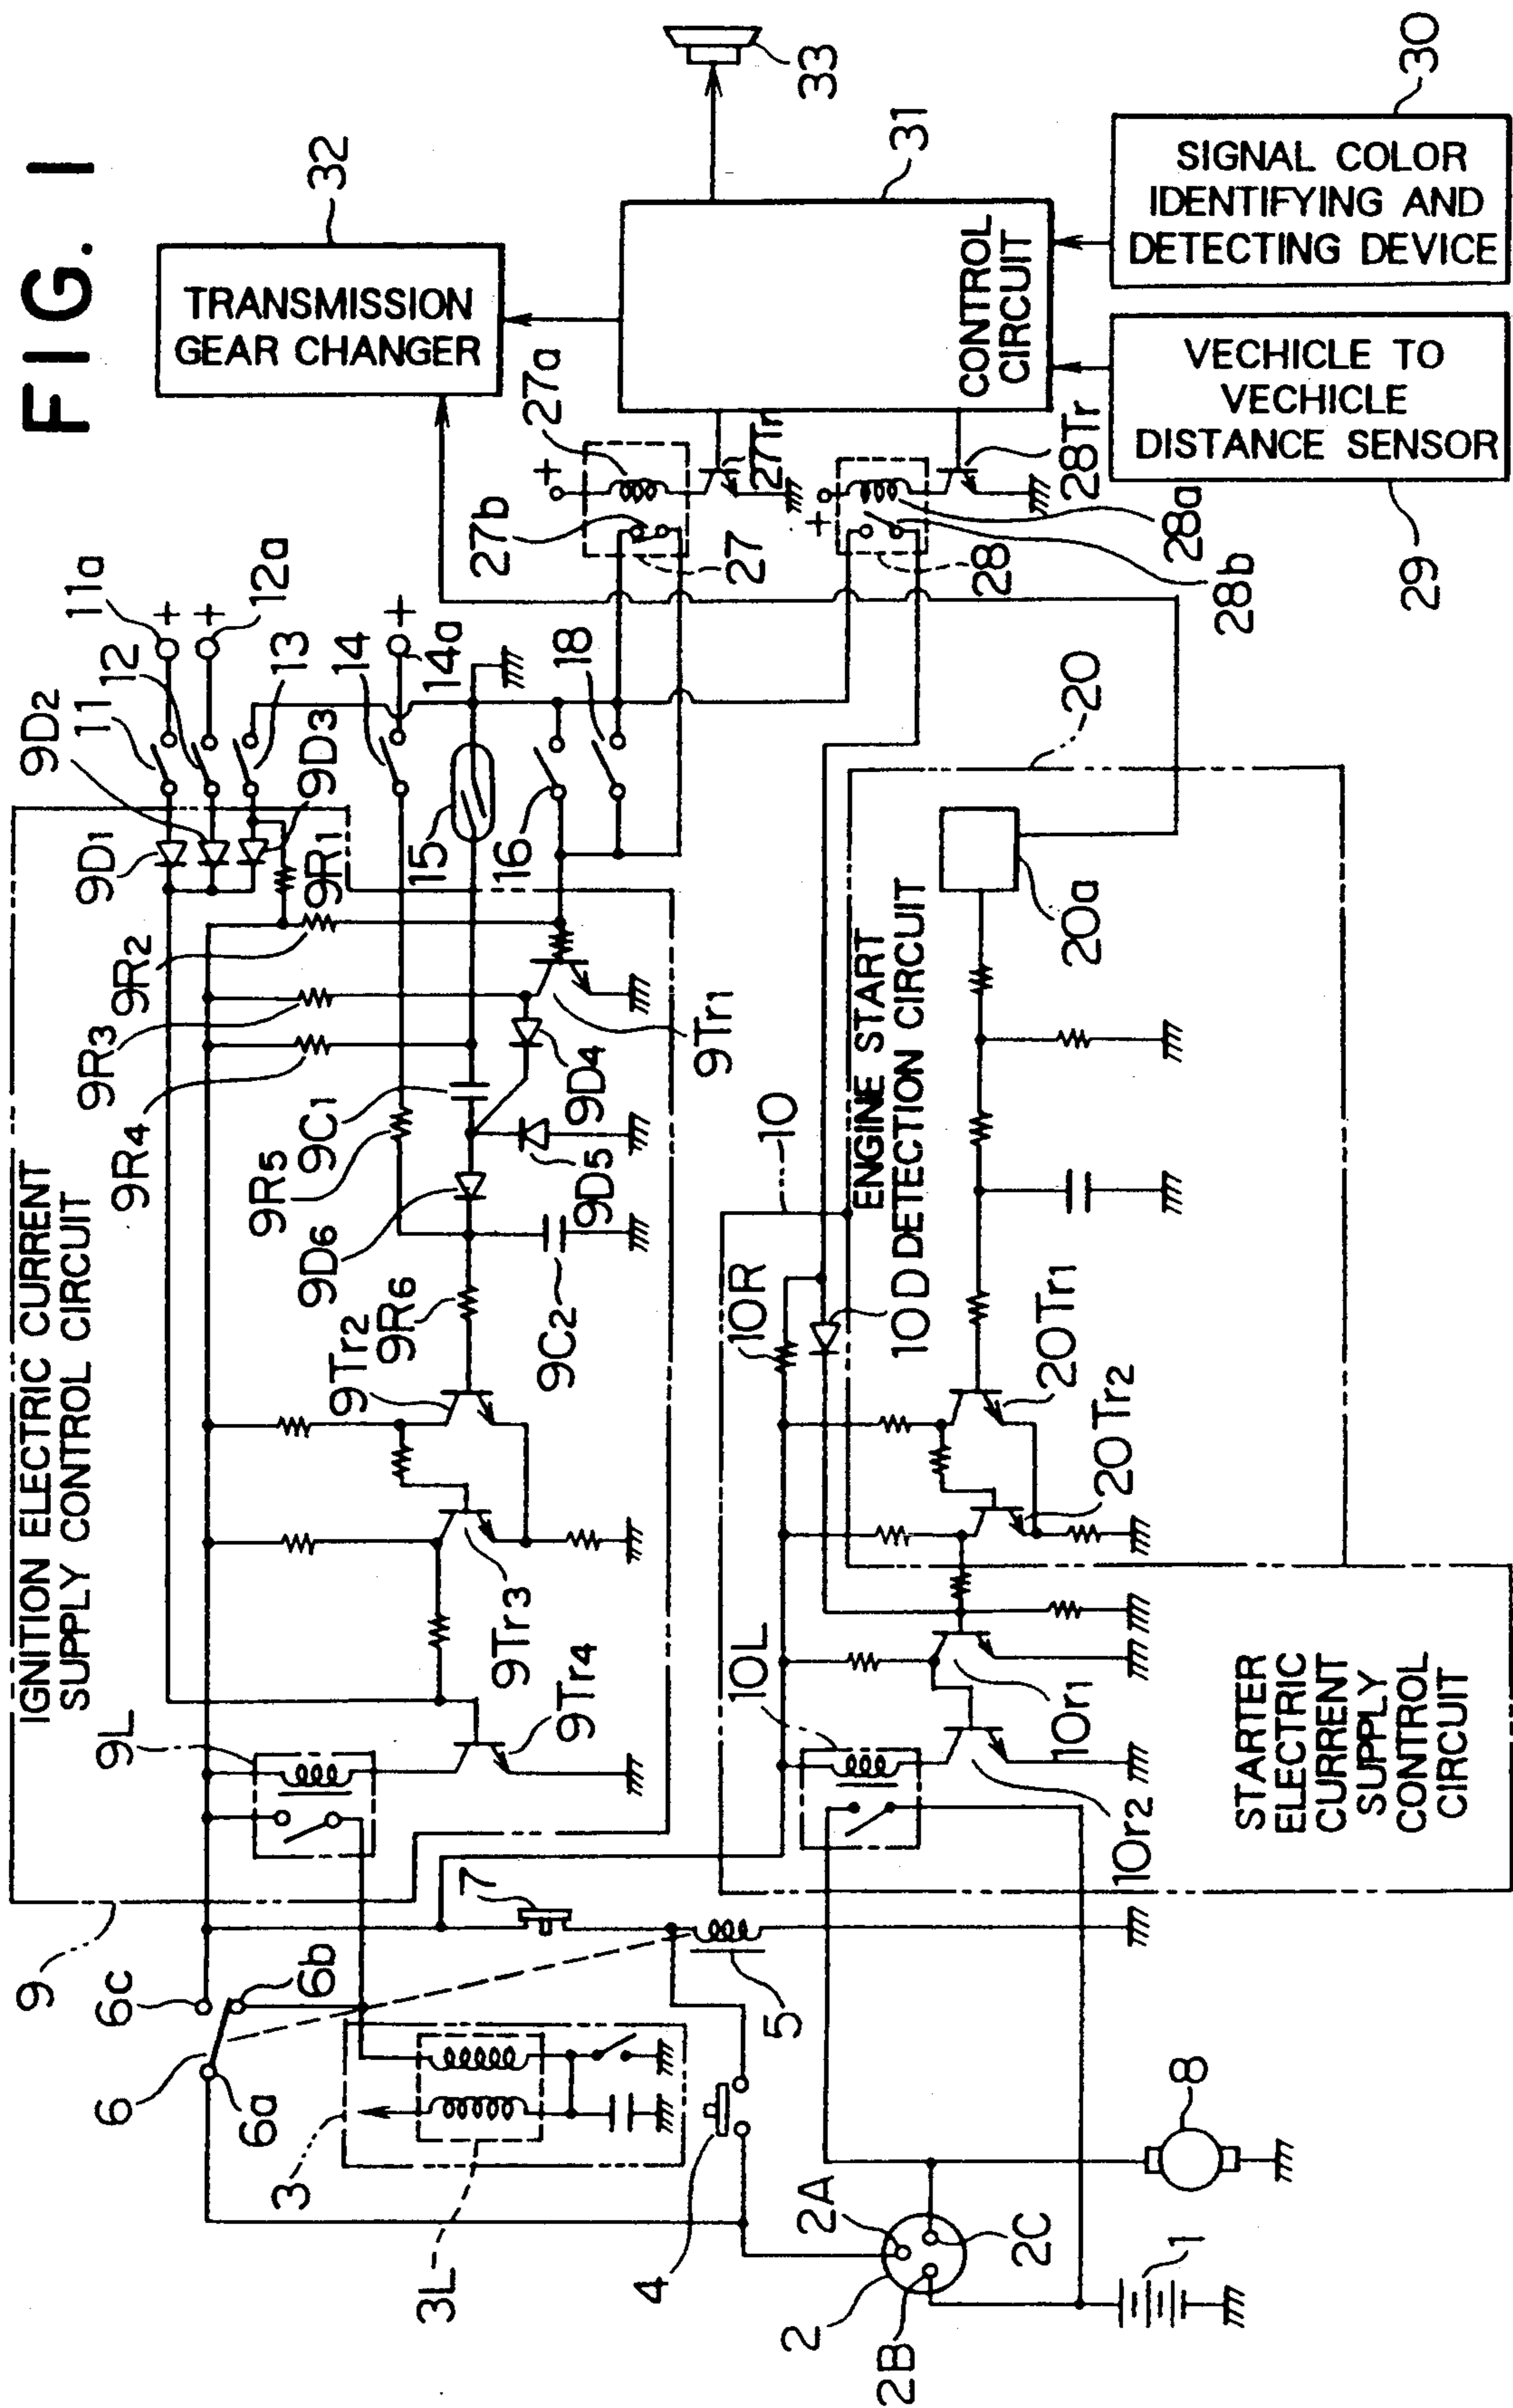 FIG. 1
IGNITION ELECTRIC CURRENT
SUPPLY CONTROL CIRCUIT
9
9L
9R4
9R3
9R2
9R1
9D1
9D2
9D3
11
12
13
11a
12a
14
14a
15
16
18
9R5
9C1
9D4
9D5
9D6
9R6
9C2
9Tr1
9Tr2
9Tr3
9Tr4
TRANSMISSION
GEAR CHANGER
32
33
31
CONTROL
CIRCUIT
27a
27b
27
27Tr
28Tr
28a
28b
28
+
+
+
+
+
SIGNAL COLOR
IDENTIFYING AND
DETECTING DEVICE
30
VECHICLE TO
VECHICLE
DISTANCE SENSOR
29
6
6a
6b
6c
7
5
3
3L
4
2
2A
2B
2C
1
8
10
10R
10D
10L
10r1
10r2
ENGINE START
DETECTION CIRCUIT
20
20a
20Tr1
20Tr2
STARTER
ELECTRIC
CURRENT
SUPPLY
CONTROL
CIRCUIT